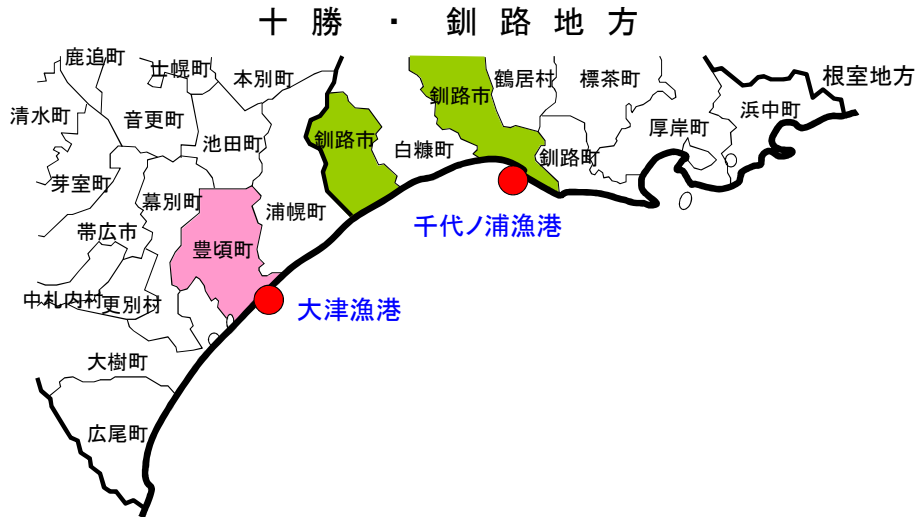 十勝・釧路地方
鹿追町
士幌町
本別町
鶴居村
標茶町
根室地方
清水町
音更町
釧路市
浜中町
池田町
釧路市
白糠町
釧路町
厚岸町
芽室町
幕別町
浦幌町
千代ノ浦漁港
帯広市
豊頃町
中札内村
更別村
大津漁港
大樹町
広尾町